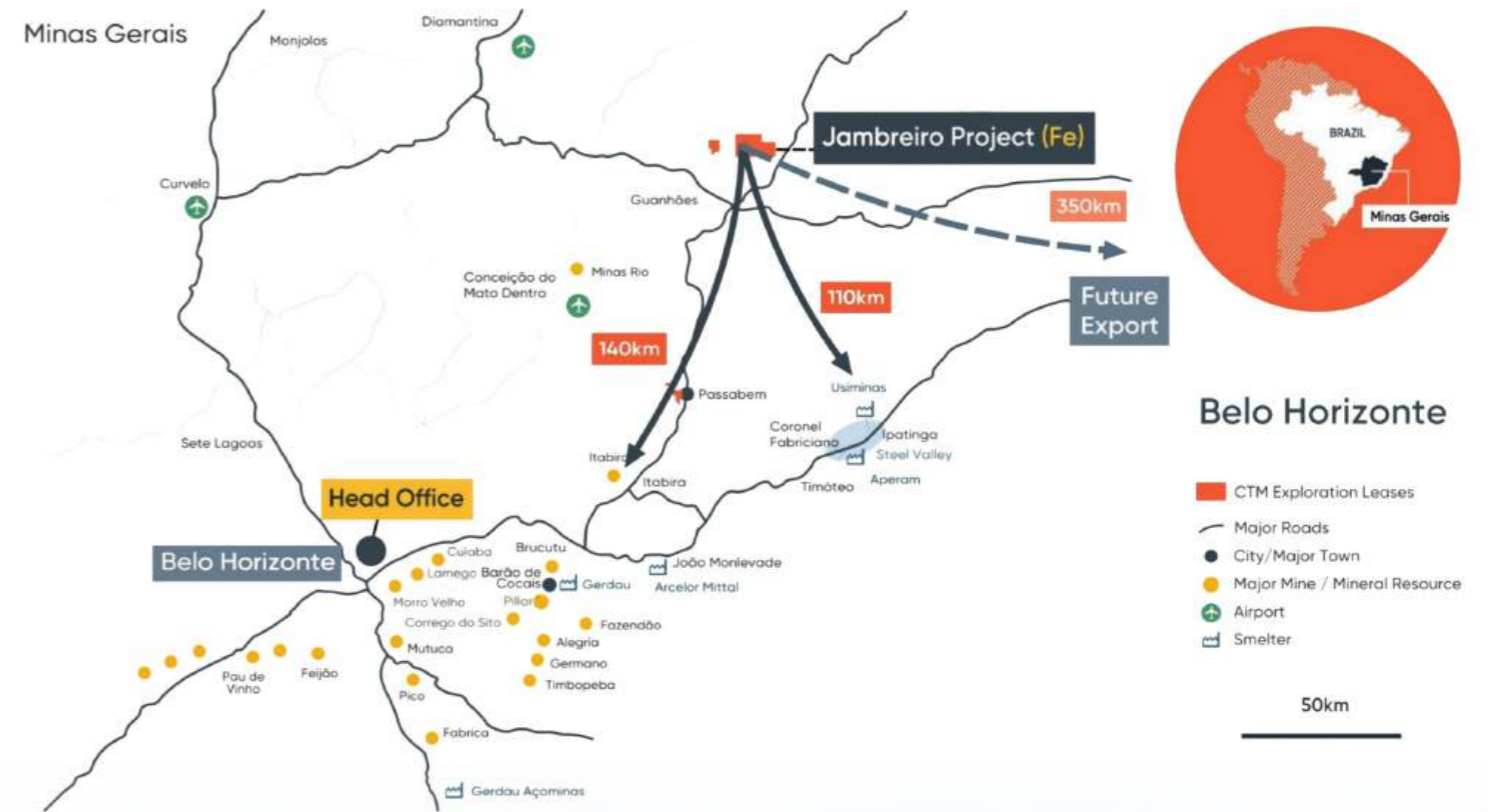 Minas Gerais
Monjolos
Diamantina
Jambreiro Project (Fe)
BRAZIL
Minas Gerais
Curvelo
Guanhães
350km
Conceição do
Mato Dentro
Minas Rio
110km
Future
Export
140km
Passabem
Usiminas
Belo Horizonte
Coronel
Fabriciano
Ipatinga
Steel Valley
Sete Lagoas
Itabira
Itabira
Timóteo
Aperam
CTM Exploration Leases
Head Office
Major Roads
City/Major Town
Belo Horizonte
Cuiaba
Brucutu
João Monlevade
Arcelor Mittal
Lamego
Barão de
Cocais
Gerdau
Major Mine / Mineral Resource
Morro Velho
Pillar
Airport
Corrego do Sito
Fazendão
Smelter
Mutuca
Alegria
Germano
Pau de
Vinho
Feijão
Timbopeba
Pico
50km
Fabrica
Gerdau Açominas